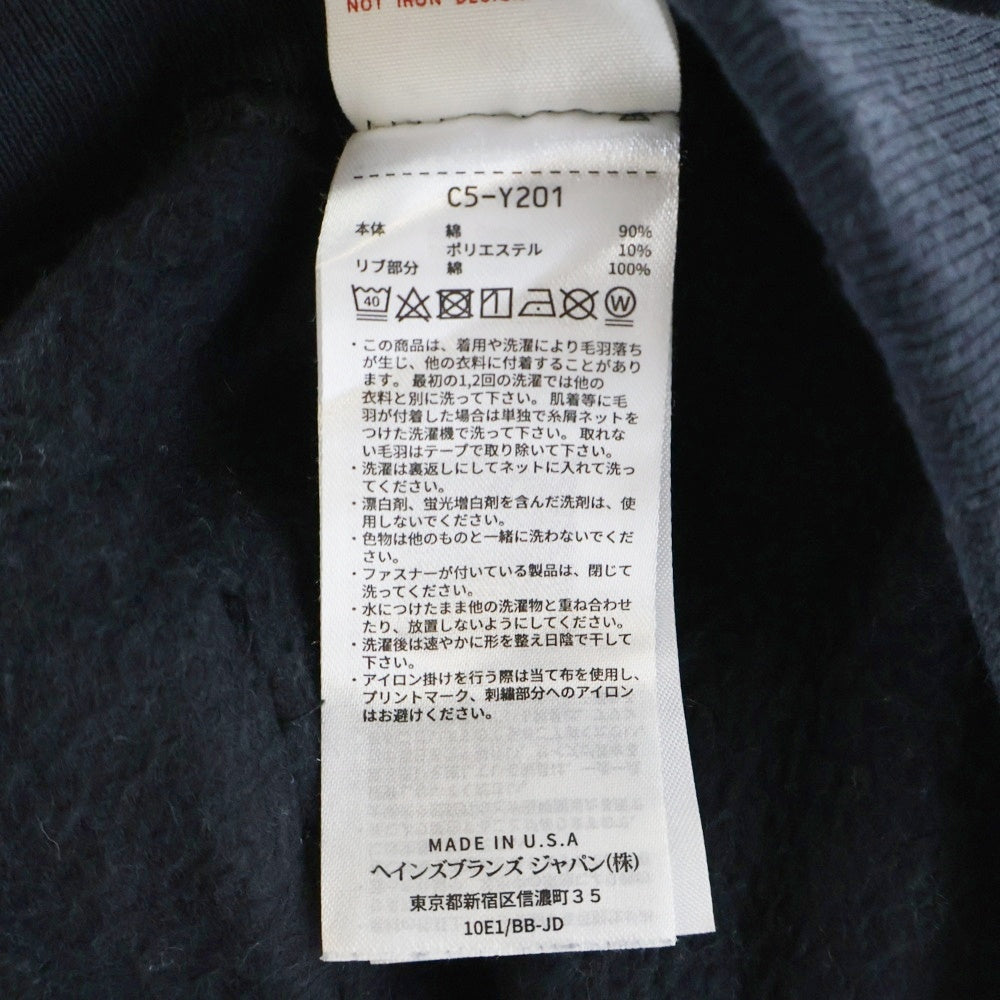 NOT IRON DESIGN
C5-Y201
本体 綿 90%
ポリエステル 10%
リブ部分 綿 100%
40 W
・この商品は、着用や洗濯により毛羽落ち
が生じ、他の衣料に付着することがあり
ます。 最初の1,2回の洗濯では他の
衣料と別に洗って下さい。 肌着等に毛
羽が付着した場合は単独で糸屑ネットを
つけた洗濯機で洗って下さい。 取れな
い毛羽はテープで取り除いて下さい。
・洗濯は裏返しにしてネットに入れて洗っ
てください。
・漂白剤、蛍光増白剤を含んだ洗剤は、使
用しないでください。
・色物は他のものと一緒に洗わないでくだ
さい。
・ファスナーが付いている製品は、閉じて
洗ってください。
・水につけたまま他の洗濯物と重ね合わせ
たり、放置しないようにしてください。
・洗濯後は速やかに形を整え日陰で干して
下さい。
・アイロン掛けを行う際は当て布を使用し、
プリントマーク、刺繍部分へのアイロン
はお避けください。
MADE IN U.S.A
ヘインズブランズ ジャパン(株)
東京都新宿区信濃町３５
10E1/BB-JD